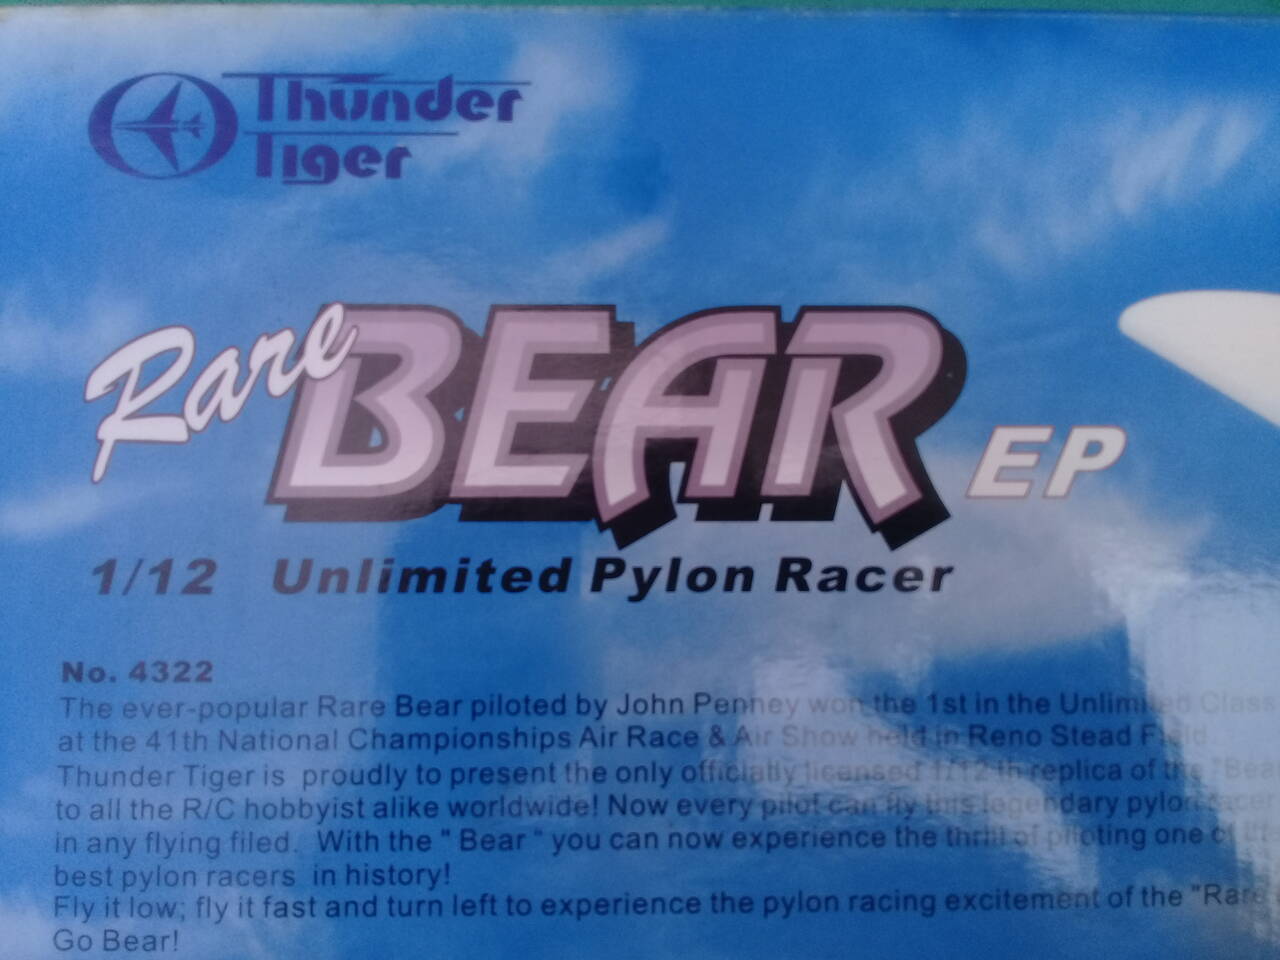 Thunder
Tiger
Rare BEAR EP
1/12 Unlimited Pylon Racer
No. 4322
The ever-popular Rare Bear piloted by John Penney won the 1st in the Unlimited Class
at the 41th National Championships Air Race & Air Show held in Reno Stead Field.
Thunder Tiger is proudly to present the only officially licensed 1/12 th replica of the "Bear
to all the R/C hobbyist alike worldwide! Now every pilot can fly this legendary pylon racer
in any flying filed. With the " Bear " you can now experience the thrill of piloting one of
best pylon racers in history!
Fly it low; fly it fast and turn left to experience the pylon racing excitement of the "Rare
Go Bear!